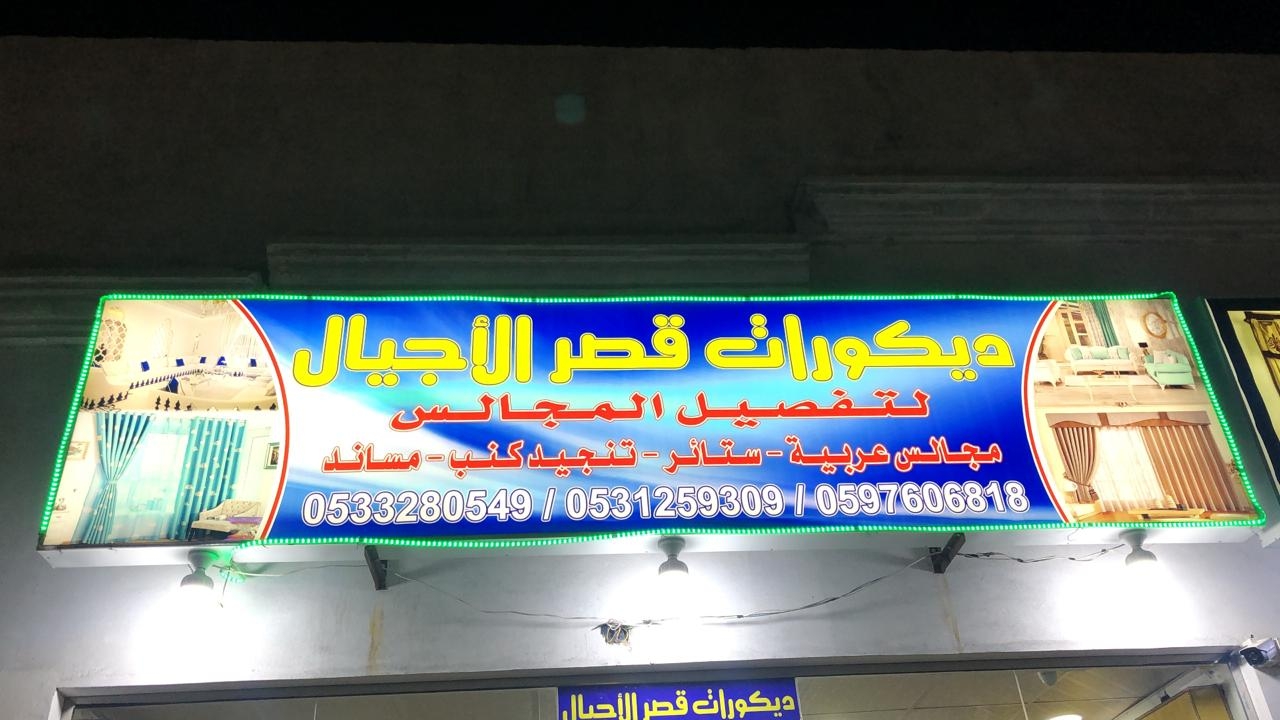 ديكورات قصر الأجيال
لتفصيل المجالس
مجالس عربية - ستائر - تنجيد كنب - مساند
0533280549 / 0531259309 / 0597606818
ديكورات قصر الأجيال